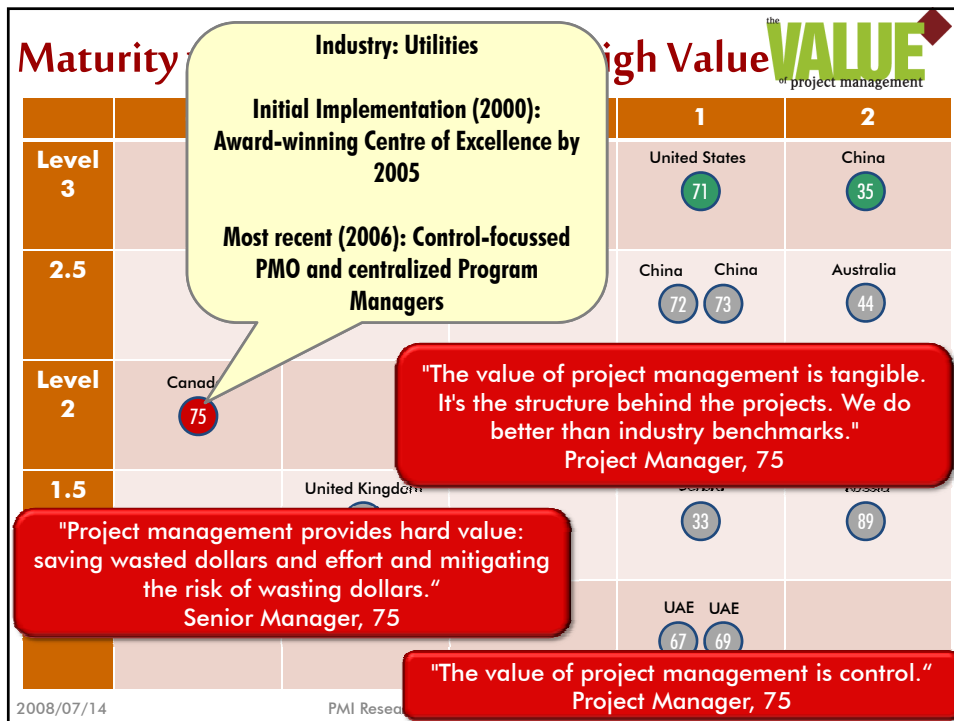 Maturity
igh Value
the
VALUE
of project management
Industry: Utilities
Initial Implementation (2000):
Award-winning Centre of Excellence by
2005
Most recent (2006): Control-focussed
PMO and centralized Program
Managers
1
2
Level
3
United States
China
71
35
2.5
China
China
Australia
72
73
44
Level
2
75
"The value of project management is tangible.
It's the structure behind the projects. We do
better than industry benchmarks."
Project Manager, 75
1.5
United Kingdom
33
89
"Project management provides hard value:
saving wasted dollars and effort and mitigating
the risk of wasting dollars.“
Senior Manager, 75
UAE
UAE
67
69
"The value of project management is control.“
Project Manager, 75
2008/07/14
PMI